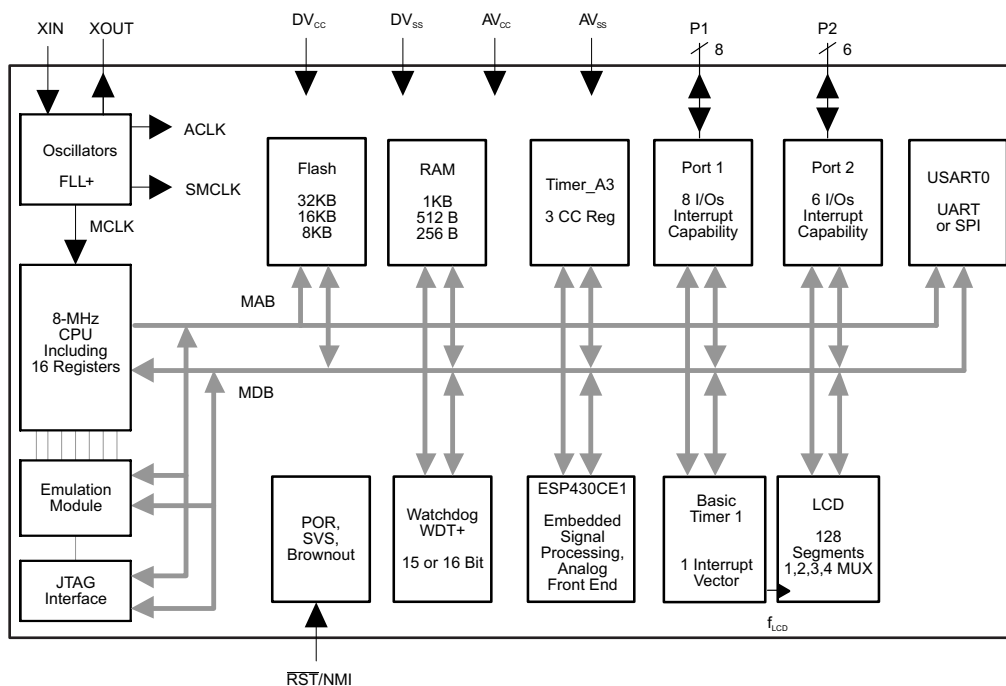 XIN
XOUT
DVCC
DVSS
AVCC
AVSS
P1
8
P2
6
Oscillators
FLL+
ACLK
SMCLK
MCLK
Flash
32KB
16KB
8KB
RAM
1KB
512 B
256 B
Timer_A3
3 CC Reg
Port 1
8 I/Os
Interrupt
Capability
Port 2
6 I/Os
Interrupt
Capability
USART0
UART
or SPI
8-MHz
CPU
Including
16 Registers
MAB
MDB
Emulation
Module
JTAG
Interface
POR,
SVS,
Brownout
Watchdog
WDT+
15 or 16 Bit
ESP430CE1
Embedded
Signal
Processing,
Analog
Front End
Basic
Timer 1
1 Interrupt
Vector
LCD
128
Segments
1,2,3,4 MUX
fLCD
RST/NMI